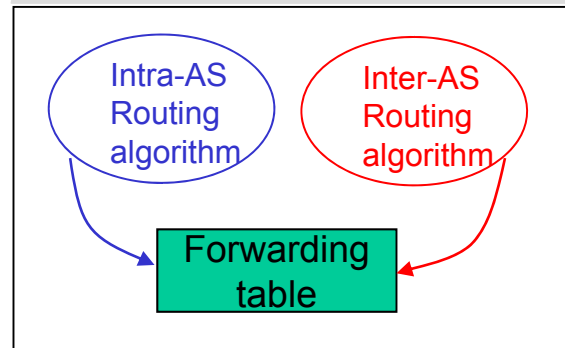 Intra-AS
Routing
algorithm
Inter-AS
Routing
algorithm
Forwarding
table